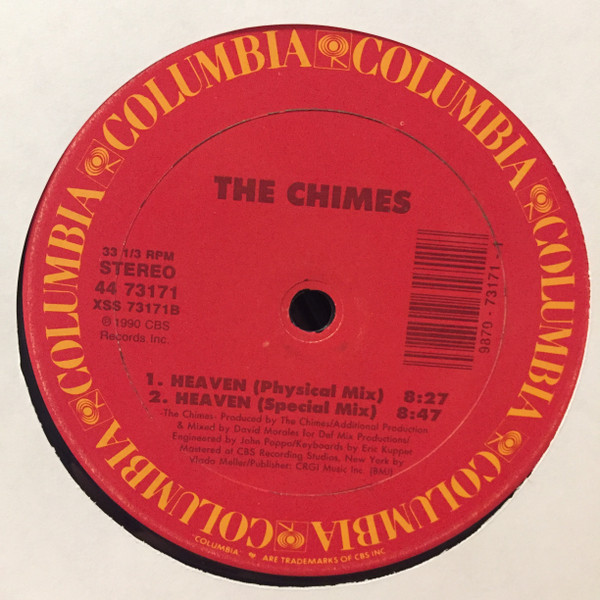 COLUMBIA COLUMBIA COLUMBIA COLUMBIA COLUMBIA COLUMBIA COLUMBIA COLUMBIA
THE CHIMES
33 1/3 RPM
STEREO
44 73171
XSS 73171B
© 1990 CBS
Records Inc.
9870 - 73171 -
1. HEAVEN (Physical Mix) 8:27
2. HEAVEN (Special Mix) 8:47
-The Chimes- Produced by The Chimes/Additional Production
& Mixed by David Morales for Def Mix Productions/
Engineered by John Poppo/Keyboards by Eric Kupper
Mastered at CBS Recording Studios, New York by
Vlado Meller/Publisher: CRGI Music Inc. (BMI)
"COLUMBIA" ARE TRADEMARKS OF CBS INC